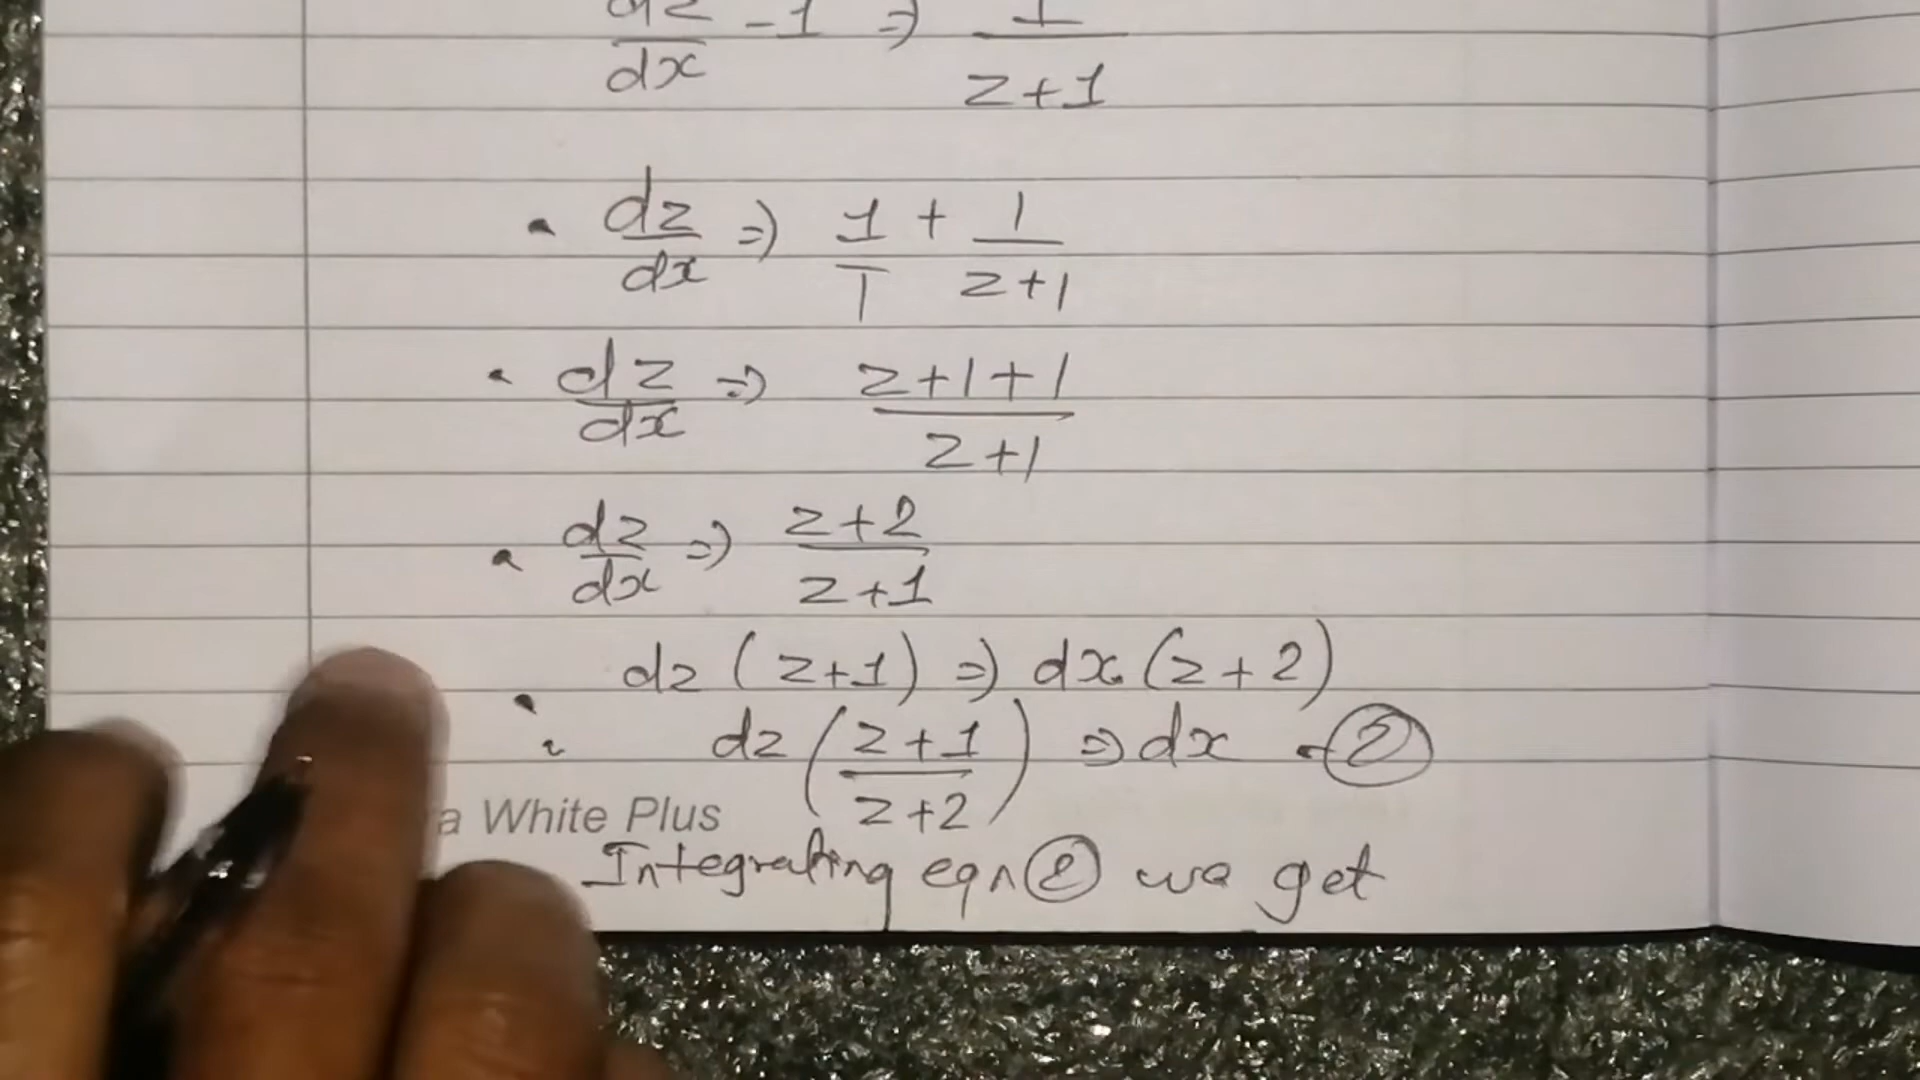 dz/dx - 1 => 1/z+1
dz/dx => 1/1 + 1/z+1
dz/dx => z+1+1/z+1
dz/dx => z+2/z+1
dz (z+1) => dx (z+2)
dz (z+1/z+2) => dx - ②
a White Plus
Integrating eqn ② we get